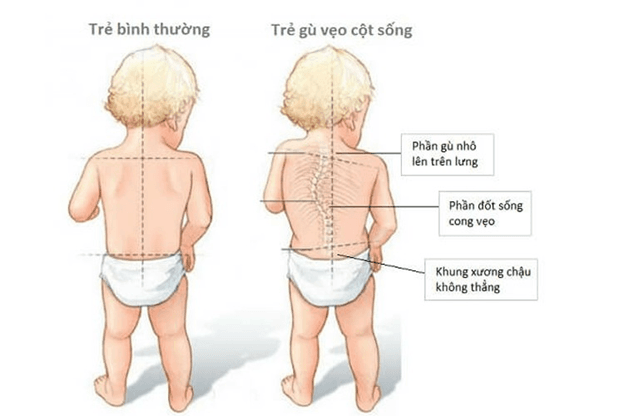 Trẻ bình thường
Trẻ gù vẹo cột sống
Phần gù nhô
lên trên lưng
Phần đốt sống
cong vẹo
Khung xương chậu
không thẳng